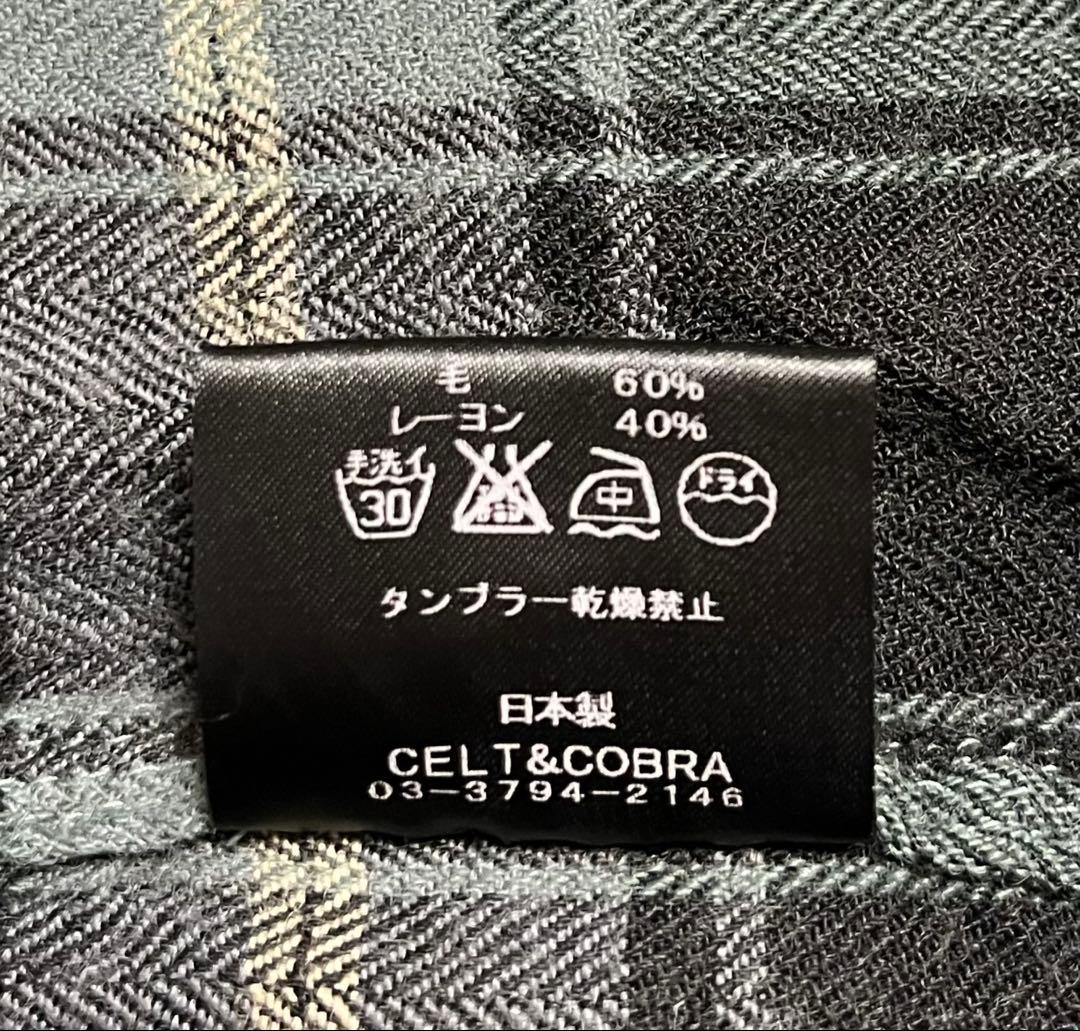 毛 60%
レーヨン 40%
手洗イ 30 中 ドライ
タンブラー乾燥禁止
日本製
CELT&COBRA
03-3794-2146